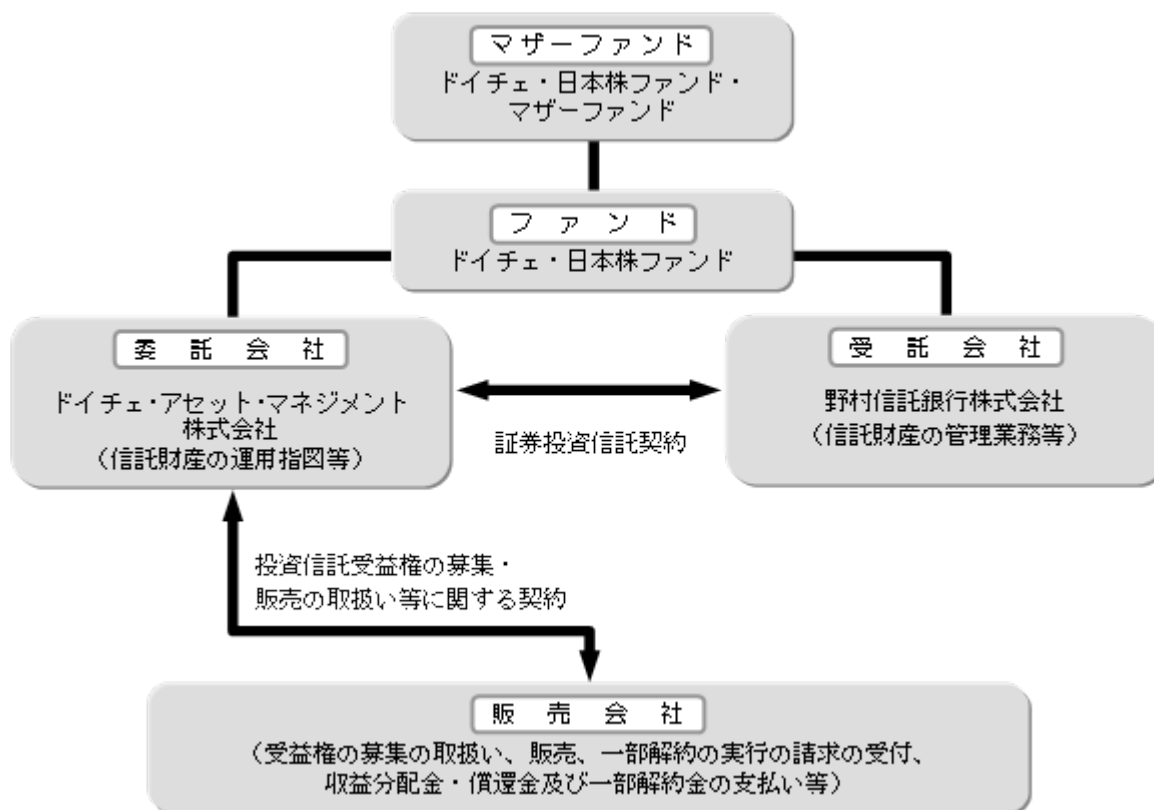 マザーファンド
ドイチェ・日本株ファンド・
マザーファンド
ファンド
ドイチェ・日本株ファンド
委託会社
ドイチェ・アセット・マネジメント
株式会社
（信託財産の運用指図等）
受託会社
野村信託銀行株式会社
（信託財産の管理業務等）
証券投資信託契約
投資信託受益権の募集・
販売の取扱い等に関する契約
販売会社
（受益権の募集の取扱い、販売、一部解約の実行の請求の受付、
収益分配金・償還金及び一部解約金の支払い等）